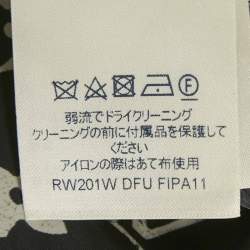 弱流でドライクリーニング
クリーニングの前に付属品を保護して
ください
アイロンの際はあて布使用
RW201W DFU FIPA11